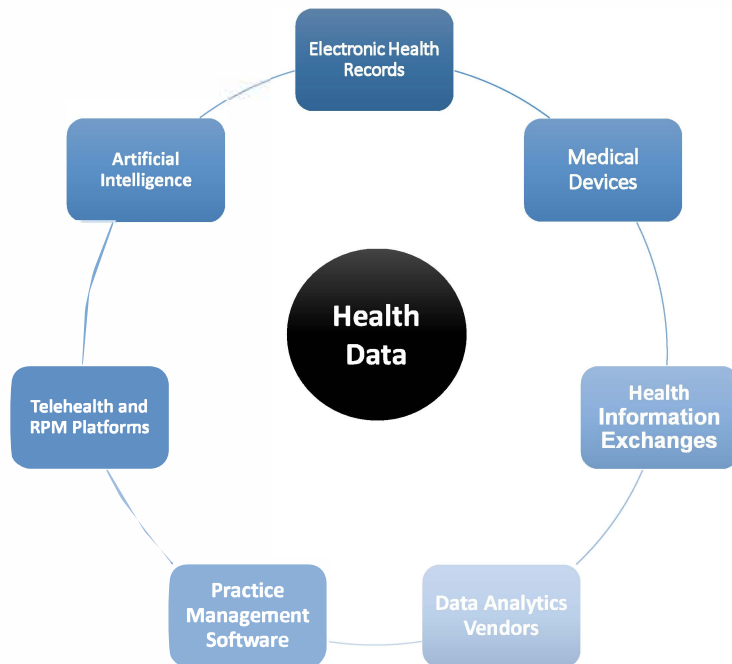 Electronic Health
Records
Medical
Devices
Health
Information
Exchanges
Data Analytics
Vendors
Practice
Management
Software
Telehealth and
RPM Platforms
Artificial
Intelligence
Health
Data